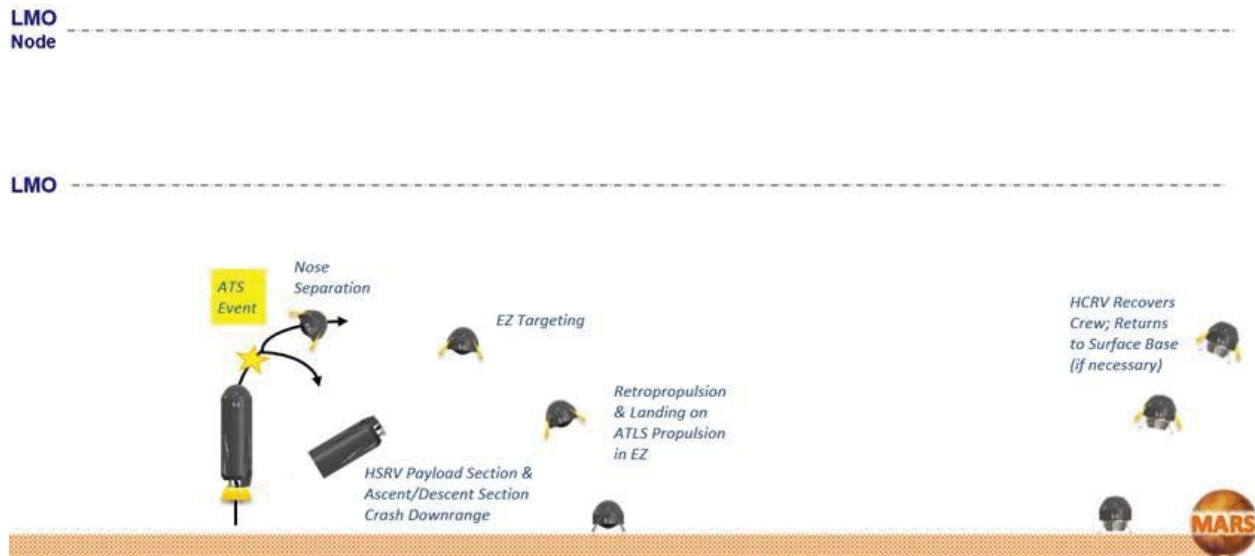 LMO
Node
LMO
ATS
Event
Nose
Separation
EZ Targeting
HCRV Recovers
Crew; Returns
to Surface Base
(if necessary)
Retropropulsion
& Landing on
ATLS Propulsion
in EZ
HSRV Payload Section &
Ascent/Descent Section
Crash Downrange
MARS